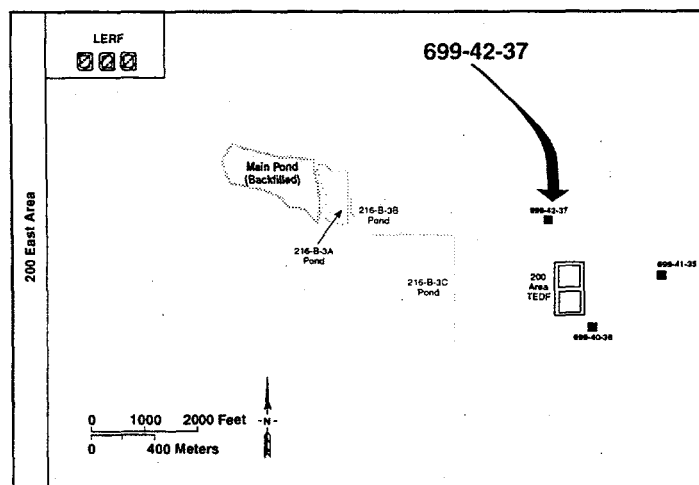 LERF
699-42-37
Main Pond
(Backfilled)
699-42-37
216-B-3B
Pond
216-B-3A
Pond
200 East Area
699-41-35
216-B-3C
Pond
200
Area
TEDF
699-40-36
0 1000 2000 Feet
-N-
0 400 Meters